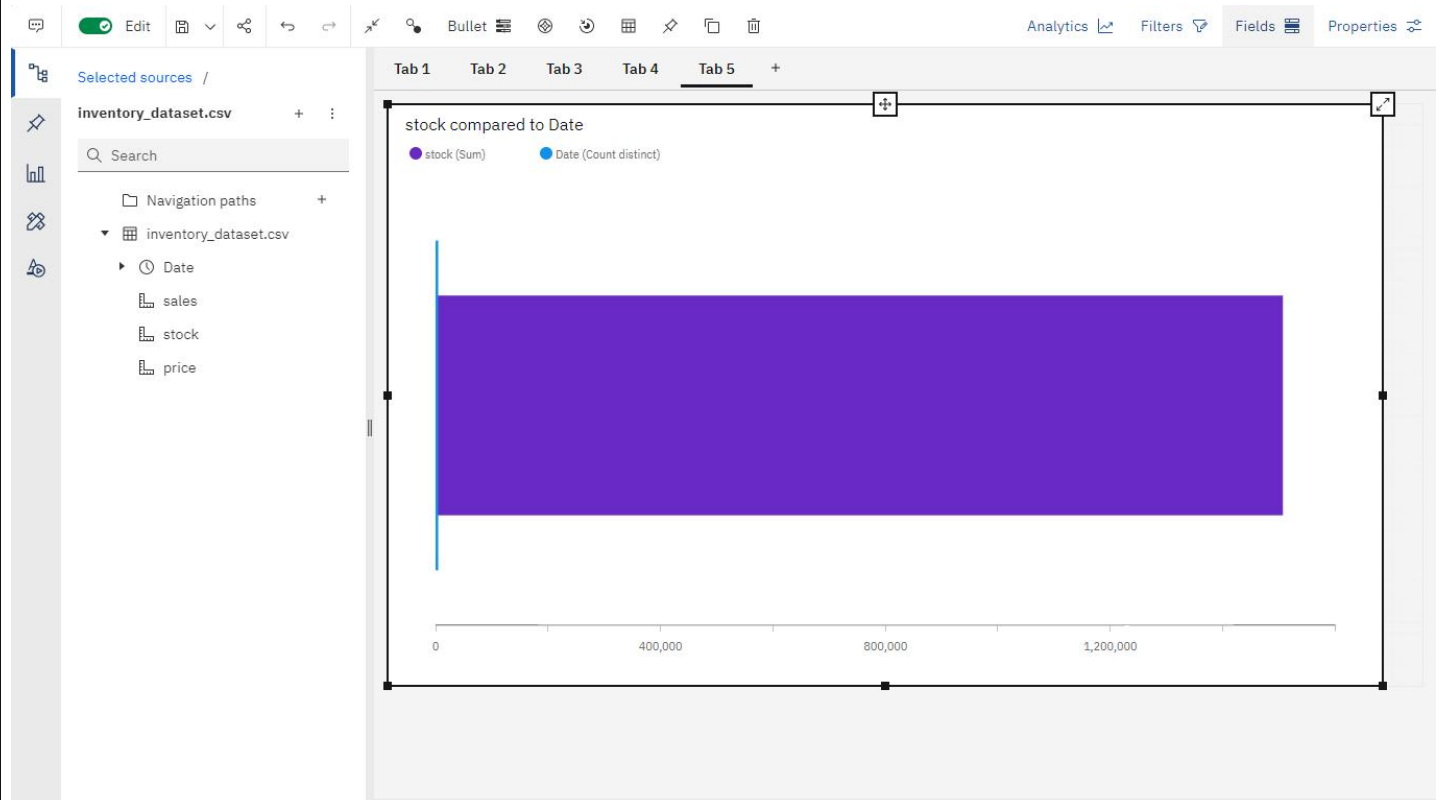 Edit
Bullet
Analytics
Filters
Fields
Properties
Selected sources /
inventory_dataset.csv
Search
Navigation paths
inventory_dataset.csv
Date
sales
stock
price
Tab 1 Tab 2 Tab 3 Tab 4 Tab 5 +
stock compared to Date
stock (Sum) Date (Count distinct)
0 400,000 800,000 1,200,000